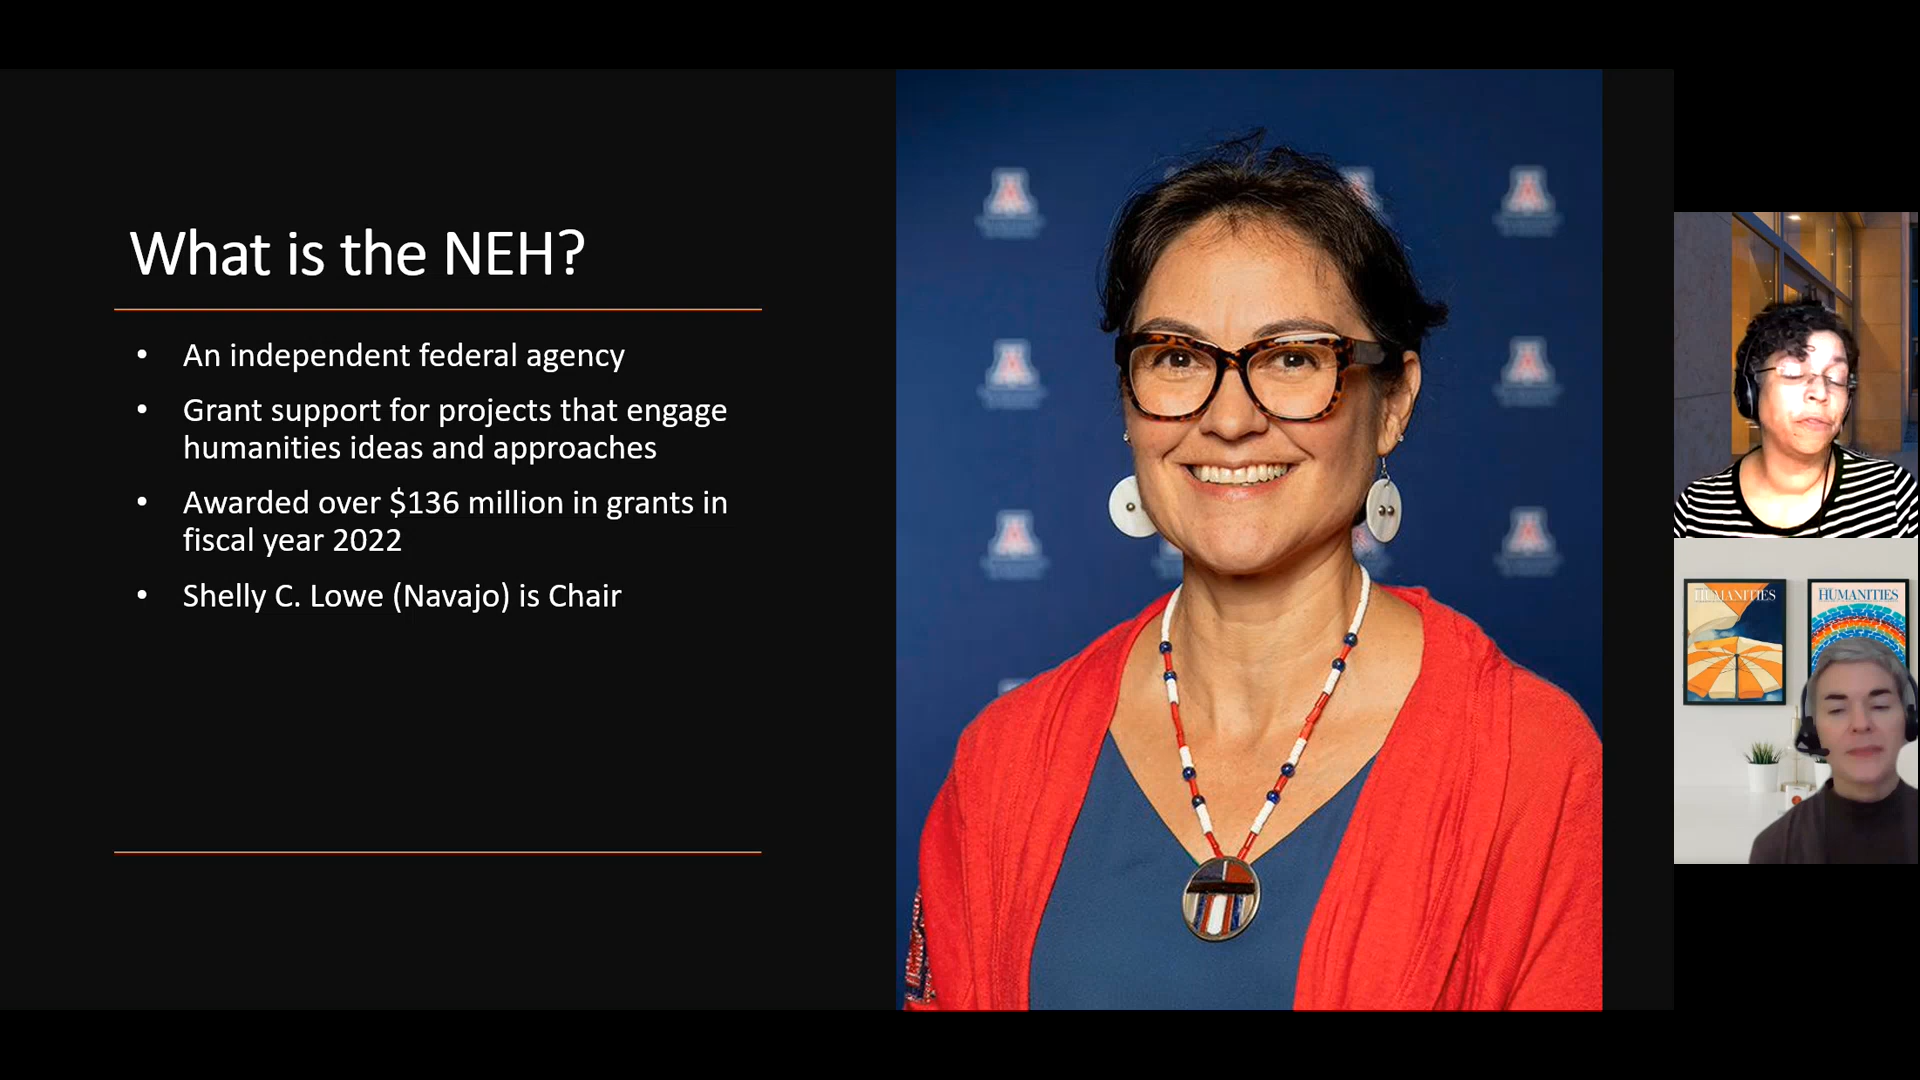 What is the NEH?
• An independent federal agency
• Grant support for projects that engage
humanities ideas and approaches
• Awarded over $136 million in grants in
fiscal year 2022
• Shelly C. Lowe (Navajo) is Chair
HUMANITIES
HUMANITIES